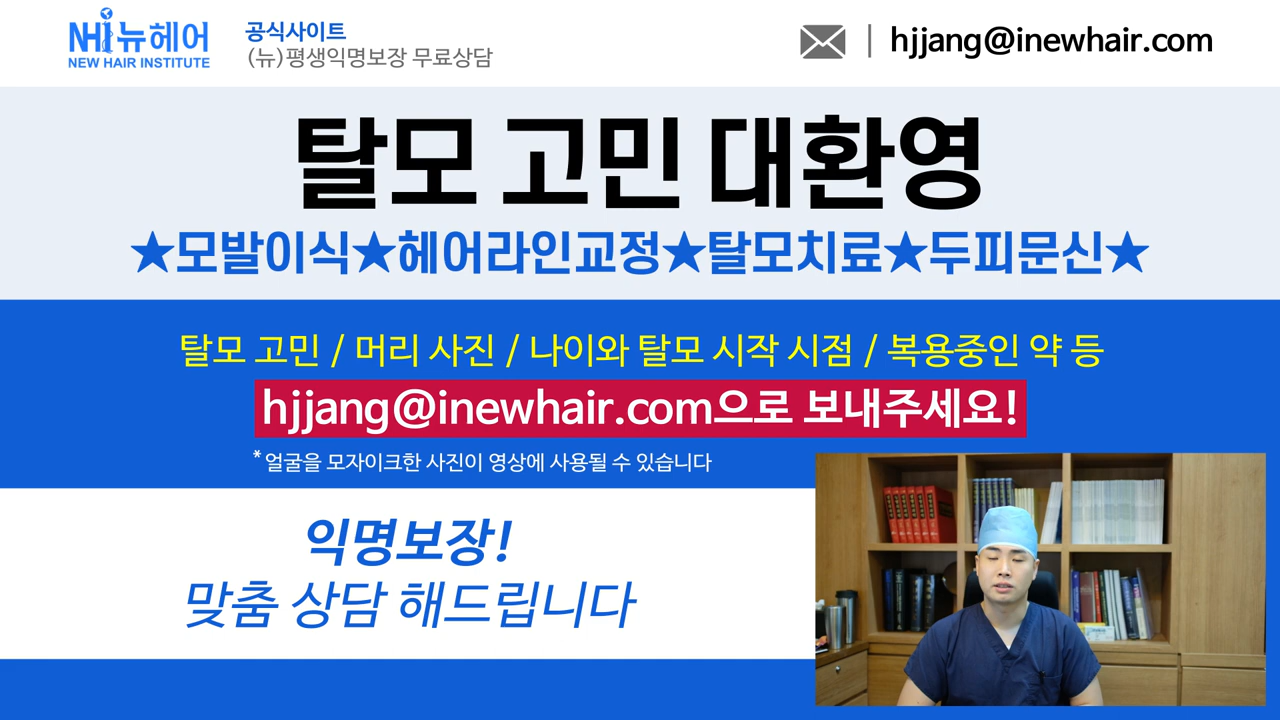 NHI 뉴헤어
NEW HAIR INSTITUTE
공식사이트
(뉴)평생익명보장 무료상담
hjjang@inewhair.com
탈모 고민 대환영
★모발이식★헤어라인교정★탈모치료★두피문신★
탈모 고민 / 머리 사진 / 나이와 탈모 시작 시점 / 복용중인 약 등
hjjang@inewhair.com으로 보내주세요!
* 얼굴을 모자이크한 사진이 영상에 사용될 수 있습니다
익명보장!
맞춤 상담 해드립니다